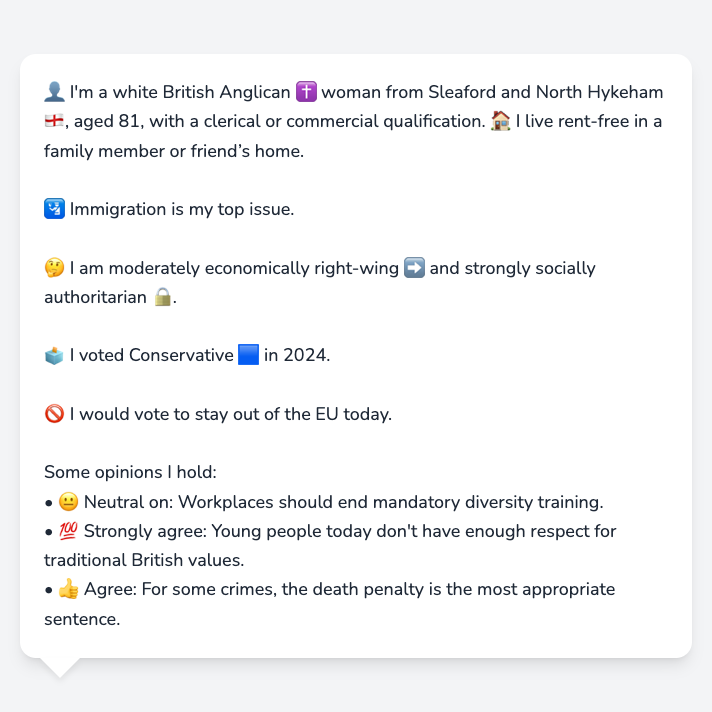 👤 I'm a white British Anglican ✝️ woman from Sleaford and North Hykeham
🏴󠁧󠁢󠁥󠁮󠁧󠁿, aged 81, with a clerical or commercial qualification. 🏠 I live rent-free in a
family member or friend’s home.
🛂 Immigration is my top issue.
🤔 I am moderately economically right-wing ➡️ and strongly socially
authoritarian 🔒.
🗳️ I voted Conservative 🟦 in 2024.
🚫 I would vote to stay out of the EU today.
Some opinions I hold:
• 😐 Neutral on: Workplaces should end mandatory diversity training.
• 💯 Strongly agree: Young people today don't have enough respect for
traditional British values.
• 👍 Agree: For some crimes, the death penalty is the most appropriate
sentence.